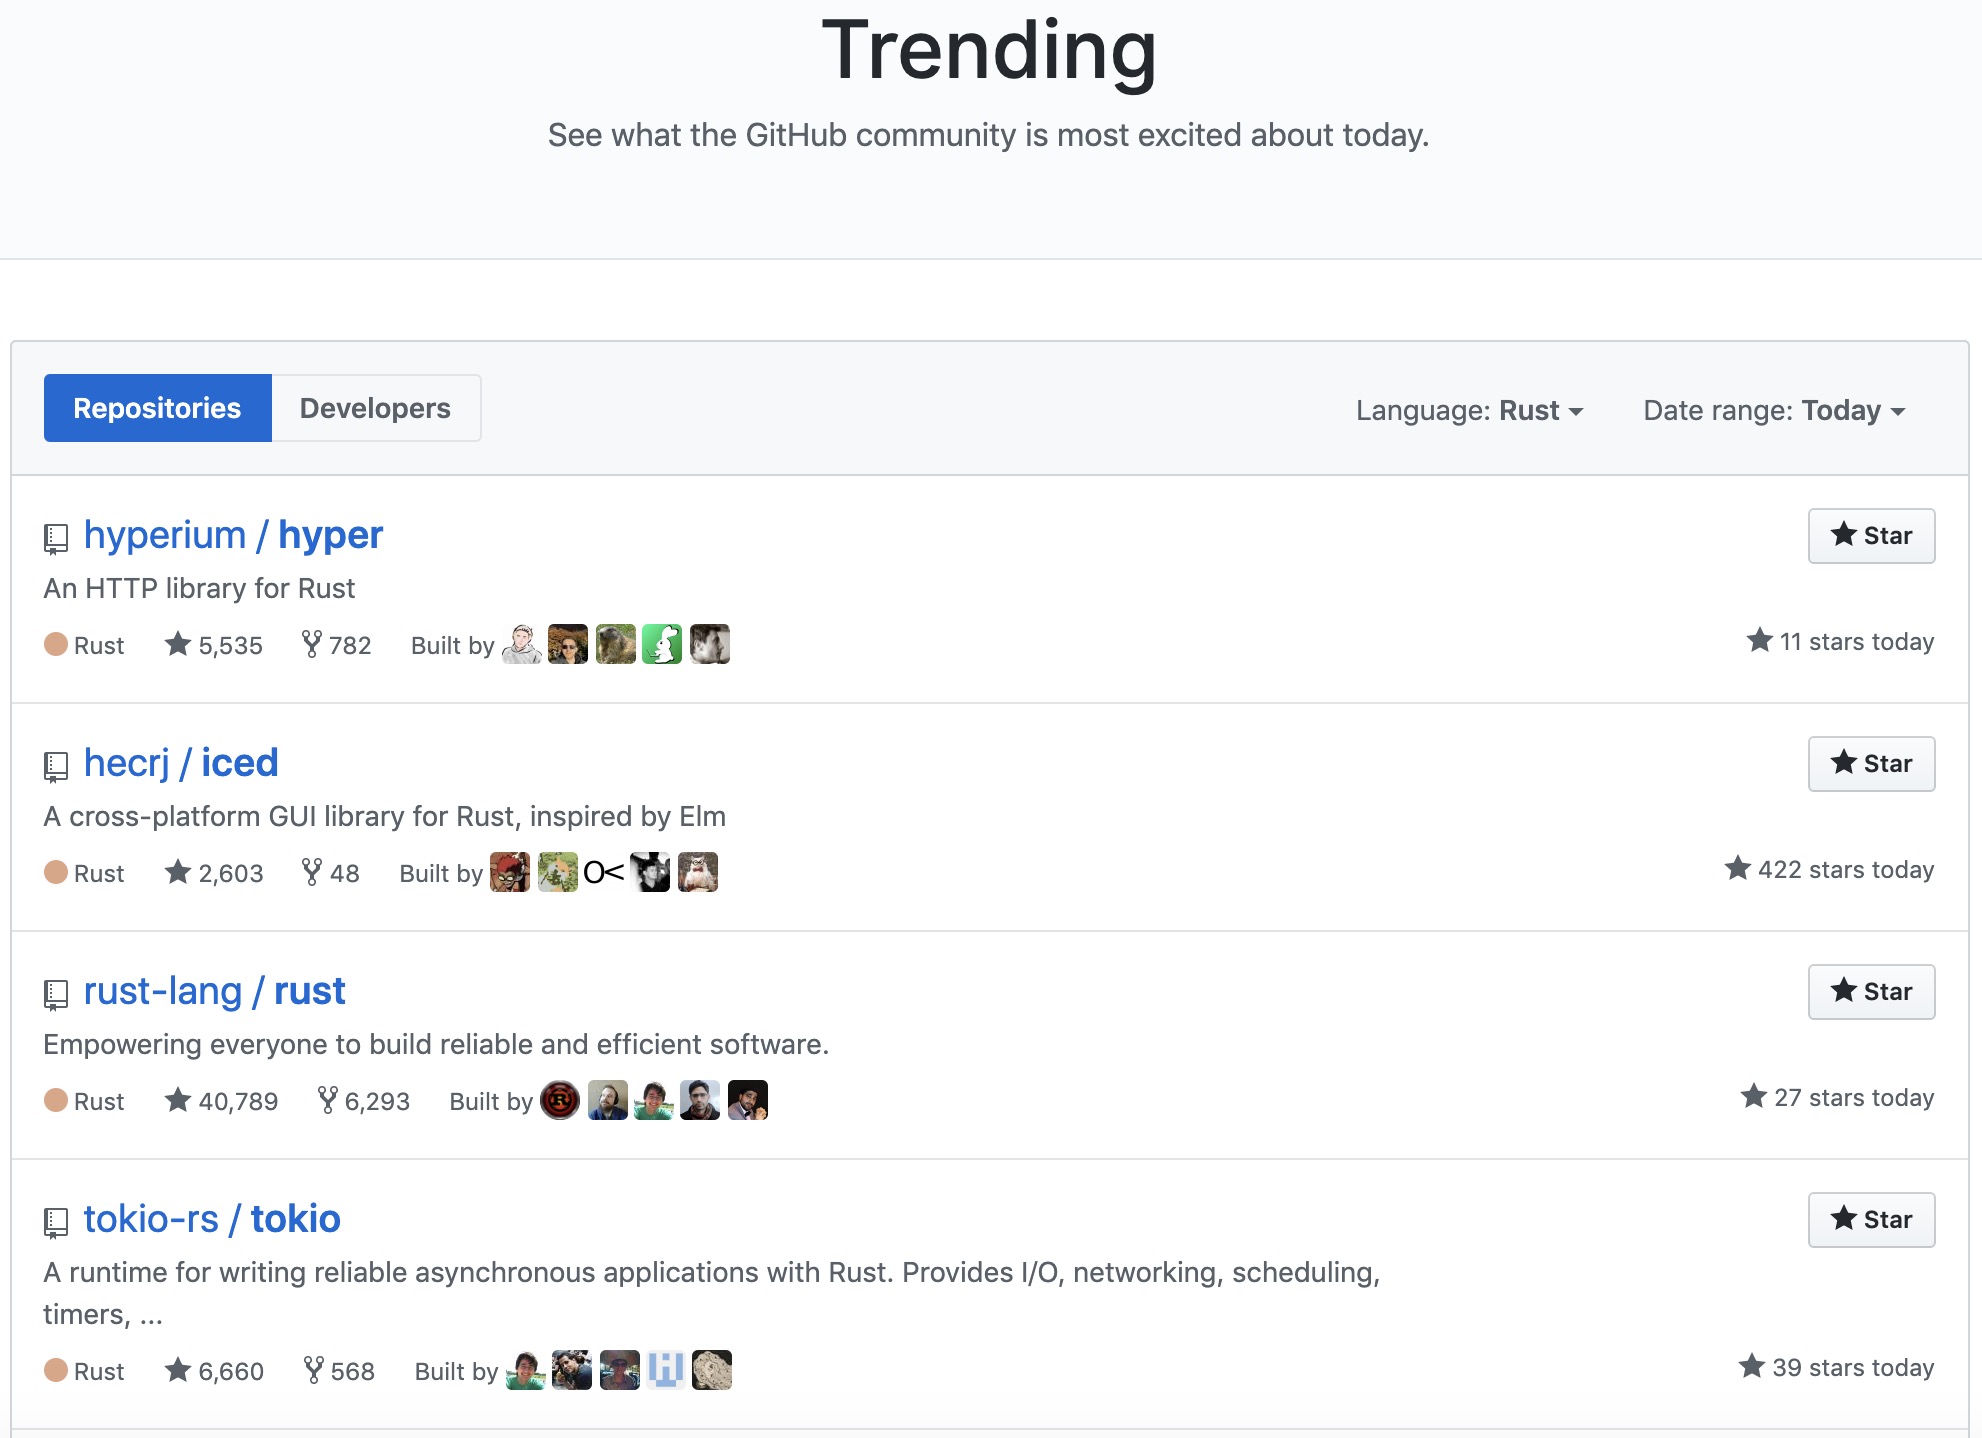 Trending
See what the GitHub community is most excited about today.
Repositories Developers Language: Rust Date range: Today
hyperium / hyper Star
An HTTP library for Rust
Rust 5,535 782 Built by 11 stars today
hecrj / iced Star
A cross-platform GUI library for Rust, inspired by Elm
Rust 2,603 48 Built by O< 422 stars today
rust-lang / rust Star
Empowering everyone to build reliable and efficient software.
Rust 40,789 6,293 Built by R 27 stars today
tokio-rs / tokio Star
A runtime for writing reliable asynchronous applications with Rust. Provides I/O, networking, scheduling,
timers, ...
Rust 6,660 568 Built by 39 stars today